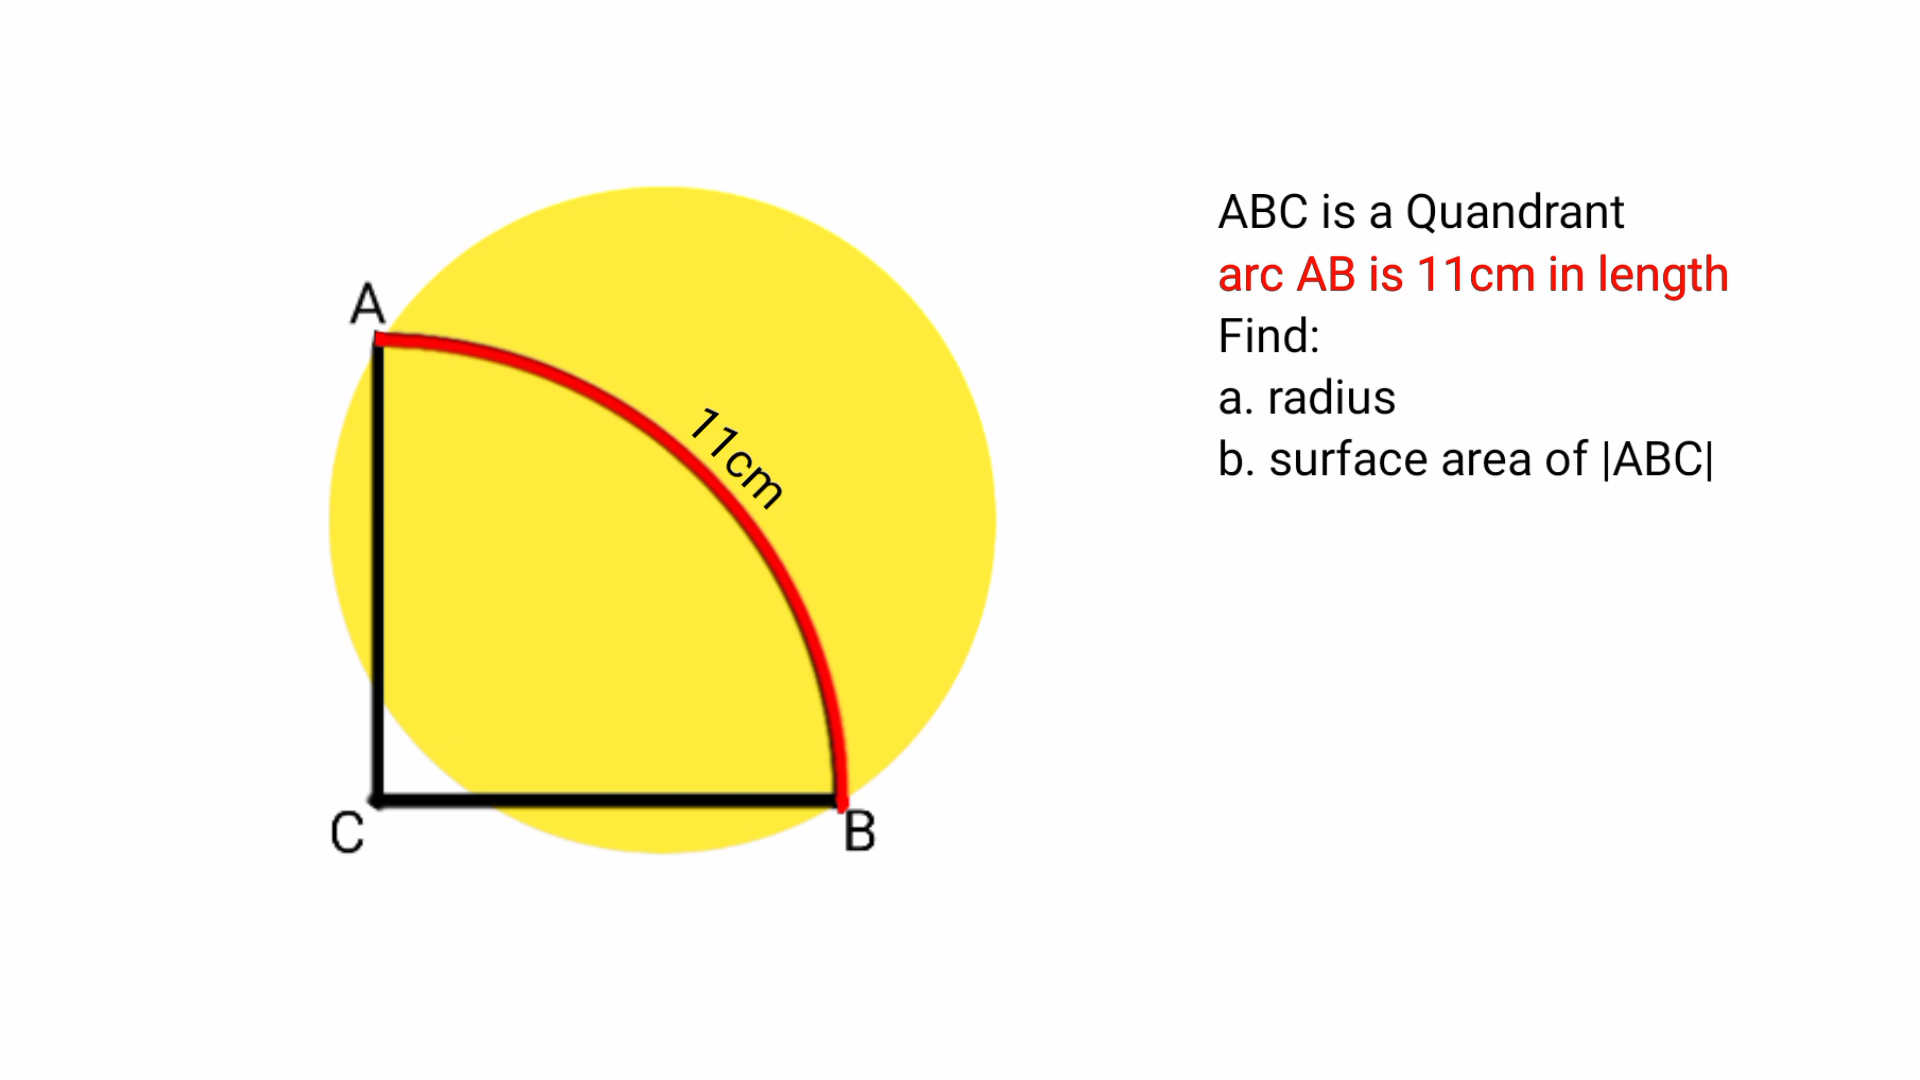 ABC is a Quandrant
arc AB is 11cm in length
Find:
a. radius
b. surface area of |ABC|
A
11cm
C
B